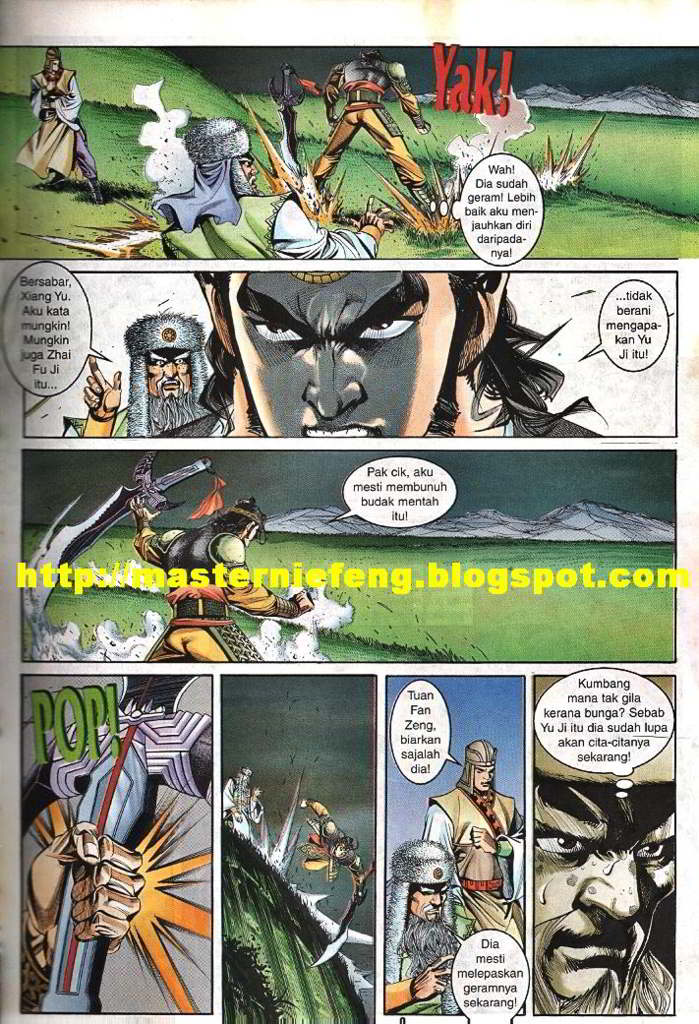 Yak!
Wah!
Dia sudah
geram! Lebih
baik aku men-
jauhkan diri
daripada-
nya!
Bersabar,
Xiang Yu.
Aku kata
mungkin!
Mungkin
juga Zhai
Fu Ji
itu...
...tidak
berani
mengapa-
kan Yu
Ji itu!
Pak cik, aku
mesti membunuh
budak mentah
itu!
http://masterniefeng.blogspot.com
POP!
Tuan
Fan
Zeng,
biarkan
sajalah
dia!
Dia
mesti
melepaskan
geramnya
sekarang!
Kumbang
mana tak gila
kerana bunga? Sebab
Yu Ji itu dia sudah lupa
akan cita-citanya
sekarang!